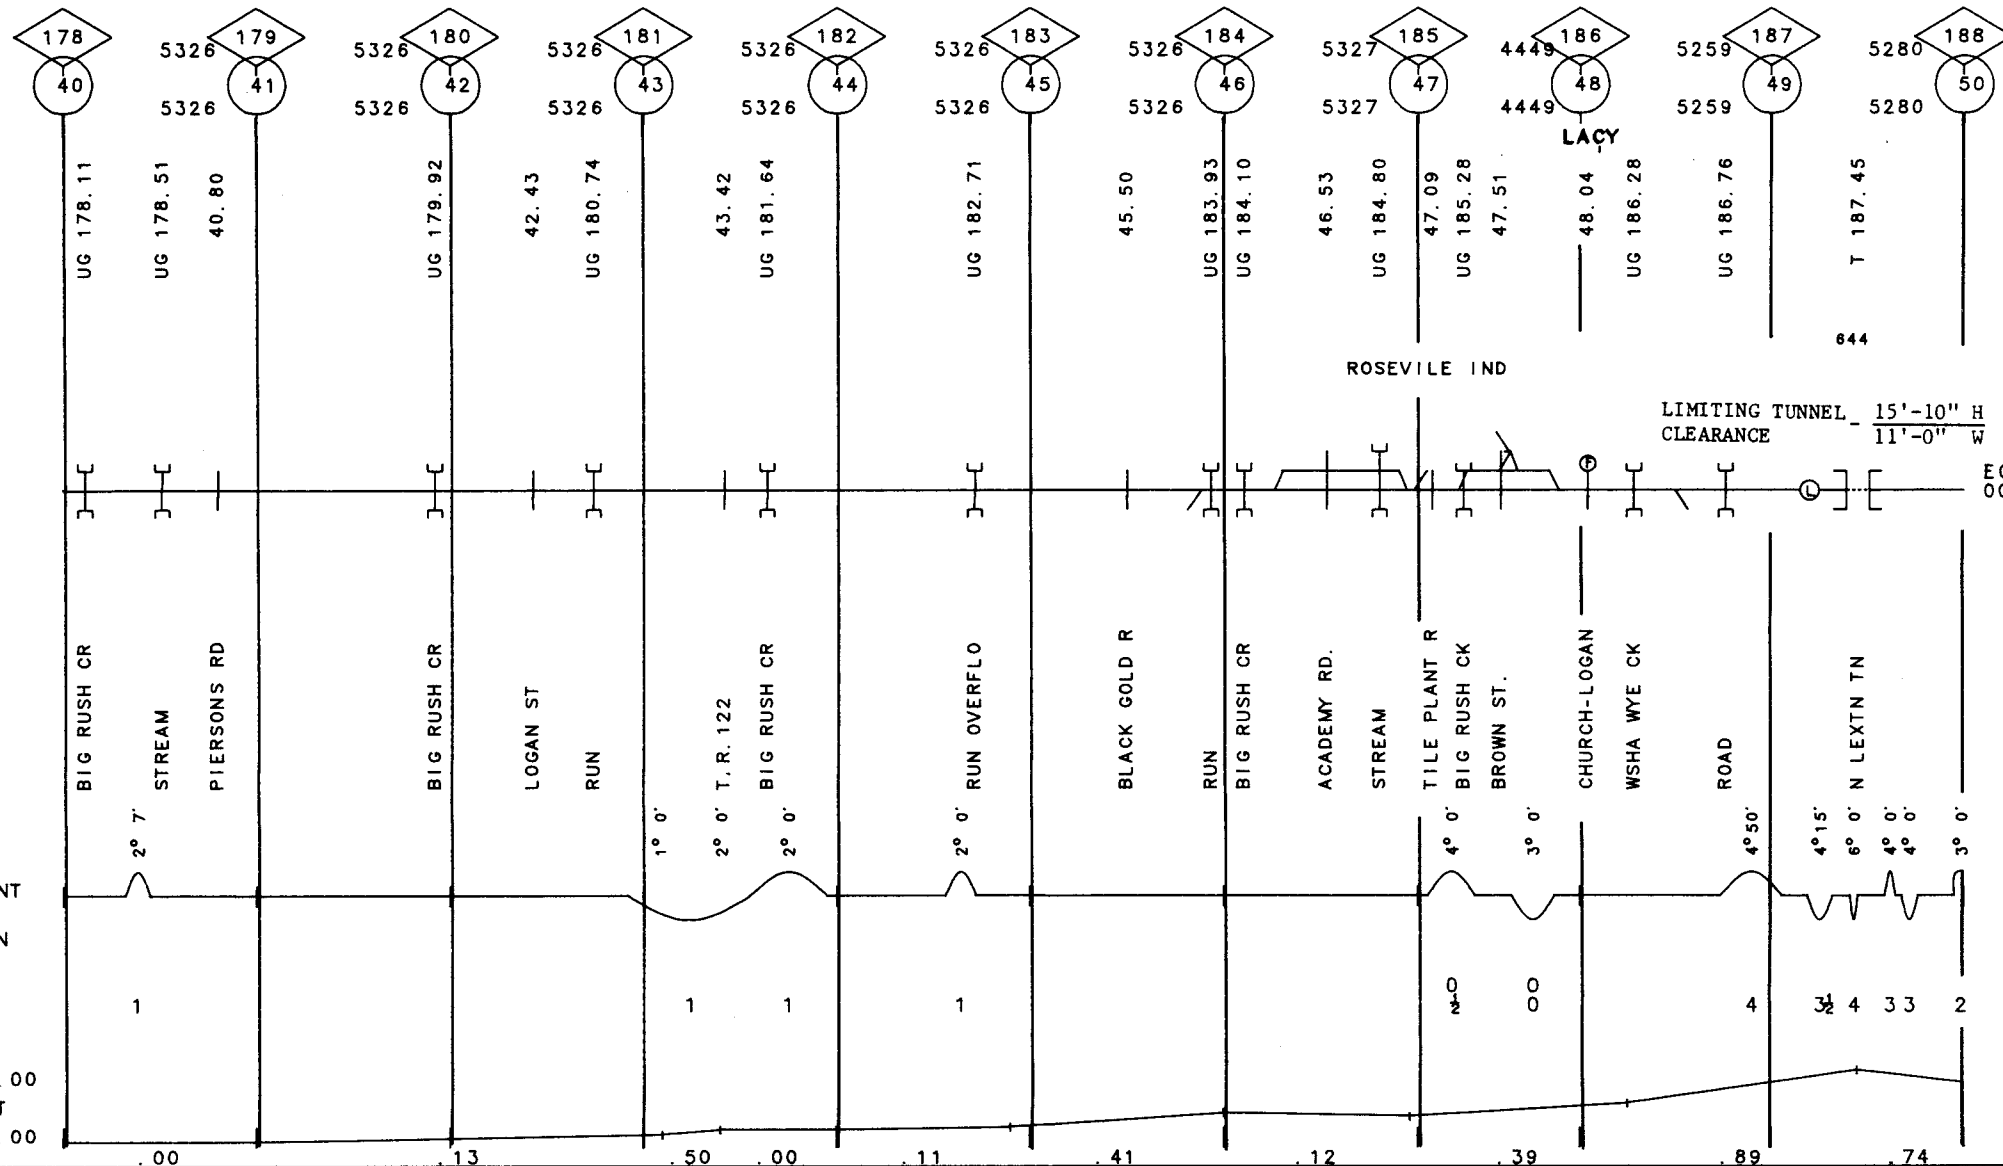 178 179 180 181 182 183 184 185 186 187 188
5326 5326 5326 5326 5326 5326 5327 4449 5259 5280
40 41 42 43 44 45 46 47 48 49 50
5326 5326 5326 5326 5326 5326 5327 4449 5259 5280
LACY
UG 178.11
UG 178.51
40.80
UG 179.92
42.43
UG 180.74
43.42
UG 181.64
UG 182.71
45.50
UG 183.93
UG 184.10
46.53
UG 184.80
47.09
UG 185.28
47.51
48.04
UG 186.28
UG 186.76
T 187.45
644
ROSEVILE IND
LIMITING TUNNEL - 15'-10" H
CLEARANCE 11'-0" W
F
L
BIG RUSH CR
STREAM
PIERSONS RD
BIG RUSH CR
LOGAN ST
RUN
T.R.122
BIG RUSH CR
RUN OVERFLO
BLACK GOLD R
RUN
BIG RUSH CR
ACADEMY RD.
STREAM
TILE PLANT R
BIG RUSH CK
BROWN ST.
CHURCH-LOGAN
WSHA WYE CK
ROAD
N LEXTN TN
2° 7' 1° 0' 2° 0' 2° 0' 2° 0' 4° 0' 3° 0' 4°50' 4°15' 6° 0' 4° 0' 4° 0' 3° 0'
NT
N
0 0
1 1 1 1 ½ 0 4 3½ 4 3 3 2
00
00
.00 .13 .50 .00 .11 .41 .12 .39 .89 .74